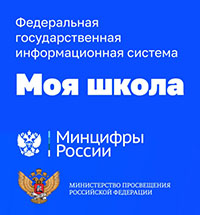 Федеральная
государственная
информационная система
Моя школа
Минцифры
России
МИНИСТЕРСТВО ПРОСВЕЩЕНИЯ
РОССИЙСКОЙ ФЕДЕРАЦИИ